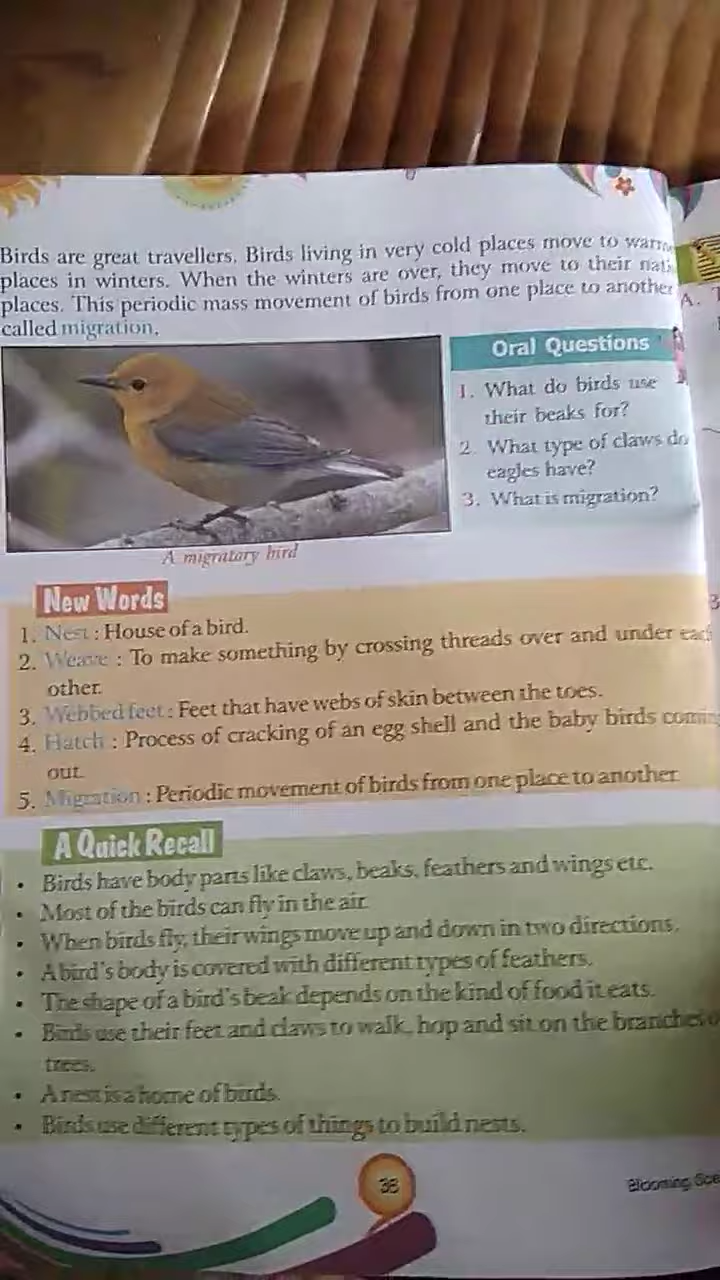 Birds are great travellers. Birds living in very cold places move to
places in winters. When the winters are over, they move to their
places. This periodic mass movement of birds from one place to another
called migration.
A migratory bird
Oral Questions
1. What do birds use
their beaks for?
2. What type of claws do
eagles have?
3. What is migration?
New Words
1. Nest : House of a bird.
2. Weave : To make something by crossing threads over and under
other.
3. Webbed feet : Feet that have webs of skin between the toes.
4. Hatch : Process of cracking of an egg shell and the baby birds
out.
5. Migration : Periodic movement of birds from one place to another
A Quick Recall
• Birds have body parts like claws, beaks, feathers and wings etc.
• Most of the birds can fly in the air.
• When birds fly, their wings move up and down in two directions.
• A bird's body is covered with different types of feathers.
• The shape of a bird's beak depends on the kind of food it eats.
• Birds use their feet and claws to walk, hop and sit on the branches
trees.
• A nest is a home of birds.
• Birds use different types of things to build nests.
38
Blooming
A.
3